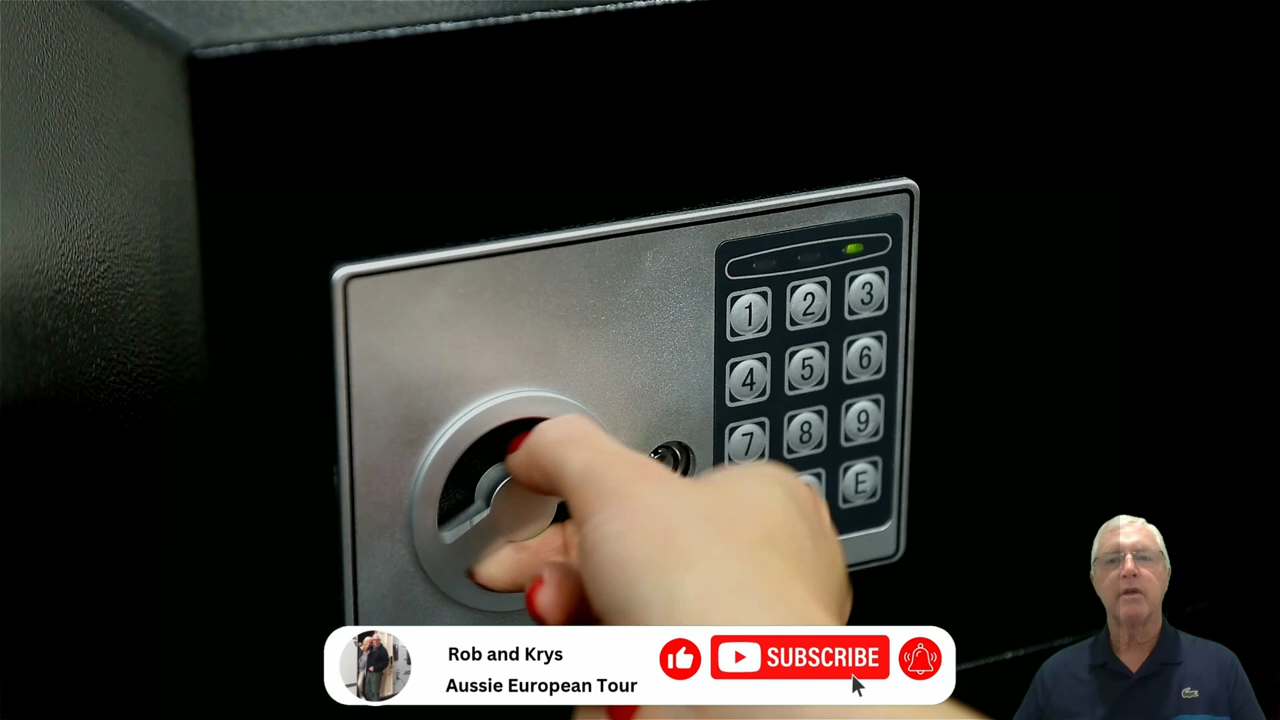 1 2 3
4 5 6
7 8 9
E
Rob and Krys
Aussie European Tour
SUBSCRIBE